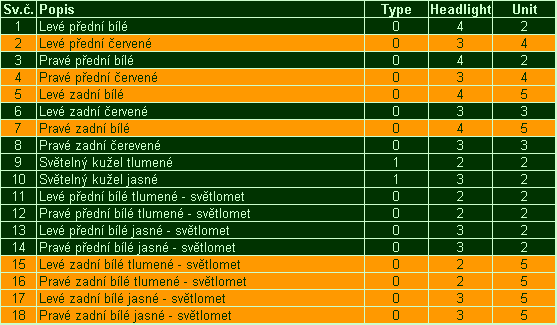 Sv.č. Popis Type Headlight Unit
1 Levé přední bílé 0 4 2
2 Levé přední červené 0 3 4
3 Pravé přední bílé 0 4 2
4 Pravé přední červené 0 3 4
5 Levé zadní bílé 0 4 5
6 Levé zadní červené 0 3 3
7 Pravé zadní bílé 0 4 5
8 Pravé zadní čerevené 0 3 3
9 Světelný kužel tlumené 1 2 2
10 Světelný kužel jasné 1 3 2
11 Levé přední bílé tlumené - světlomet 0 2 2
12 Pravé přední bílé tlumené - světlomet 0 2 2
13 Levé přední bílé jasné - světlomet 0 3 2
14 Pravé přední bílé jasné - světlomet 0 3 2
15 Levé zadní bílé tlumené - světlomet 0 2 5
16 Pravé zadní bílé tlumené - světlomet 0 2 5
17 Levé zadní bílé jasné - světlomet 0 3 5
18 Pravé zadní bílé jasné - světlomet 0 3 5